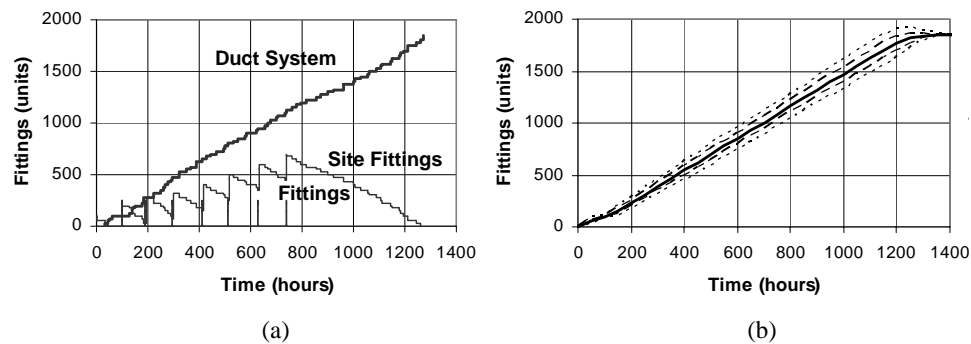 2000
1500
1000
500
0
Fittings (units)
Duct System
Site Fittings
Fittings
0 200 400 600 800 1000 1200 1400
Time (hours)
(a)
2000
1500
1000
500
0
Fittings (units)
0 200 400 600 800 1000 1200 1400
Time (hours)
(b)